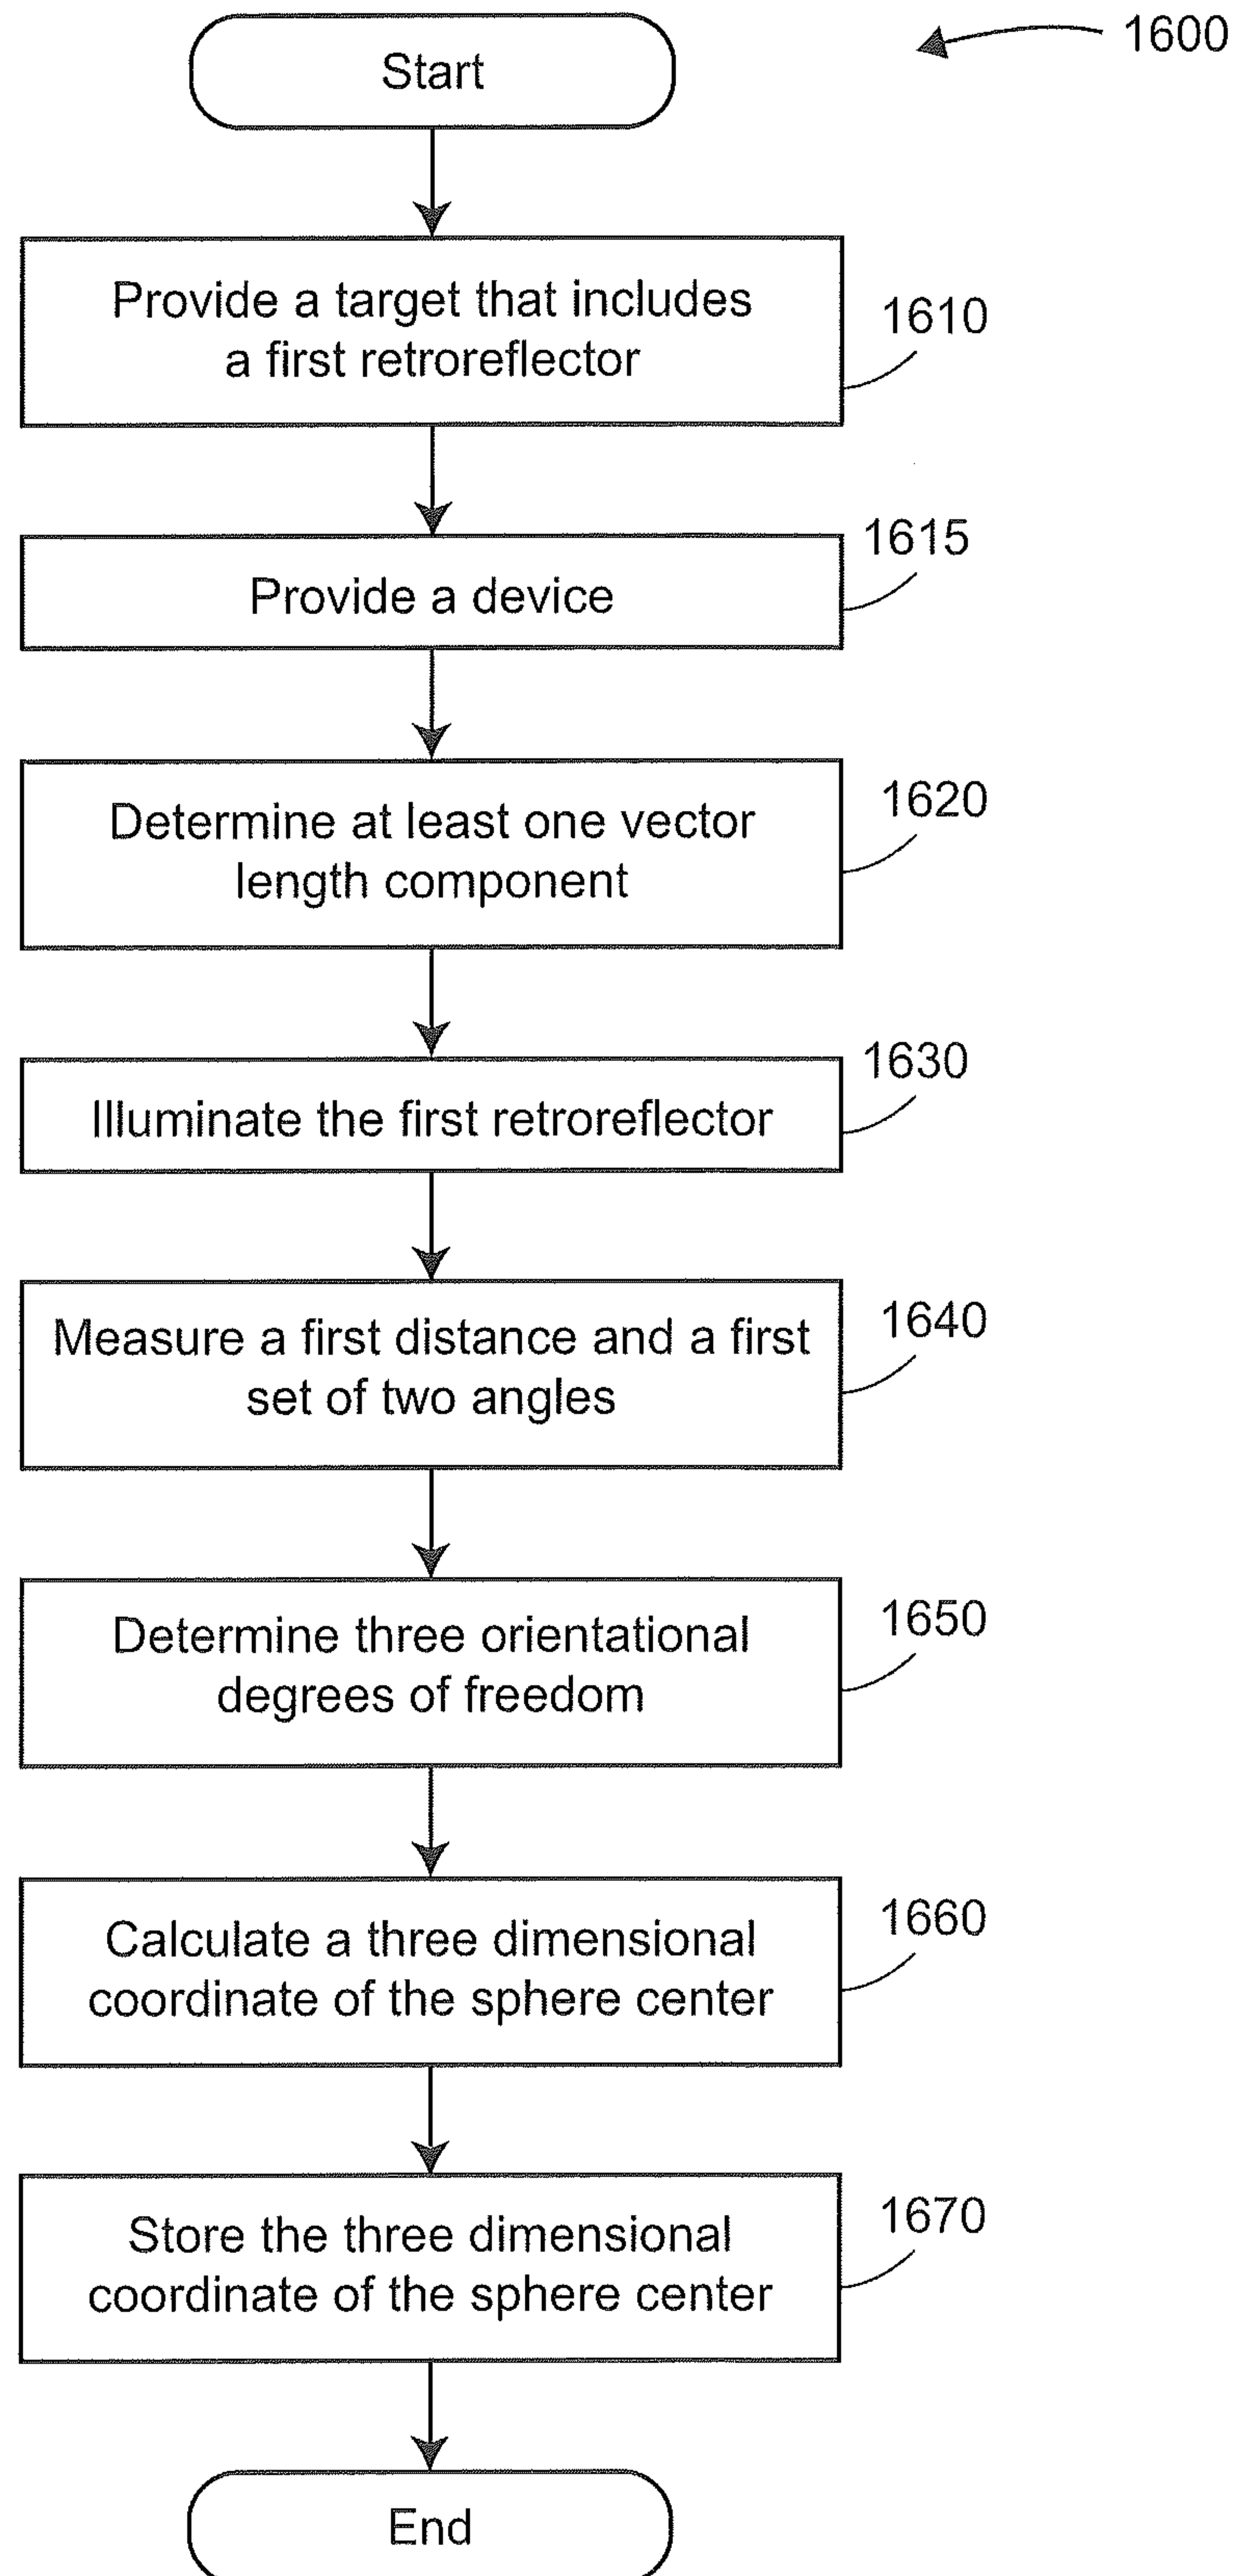 1600
Start
Provide a target that includes
a first retroreflector
1610
Provide a device
1615
Determine at least one vector
length component
1620
Illuminate the first retroreflector
1630
Measure a first distance and a first
set of two angles
1640
Determine three orientational
degrees of freedom
1650
Calculate a three dimensional
coordinate of the sphere center
1660
Store the three dimensional
coordinate of the sphere center
1670
End